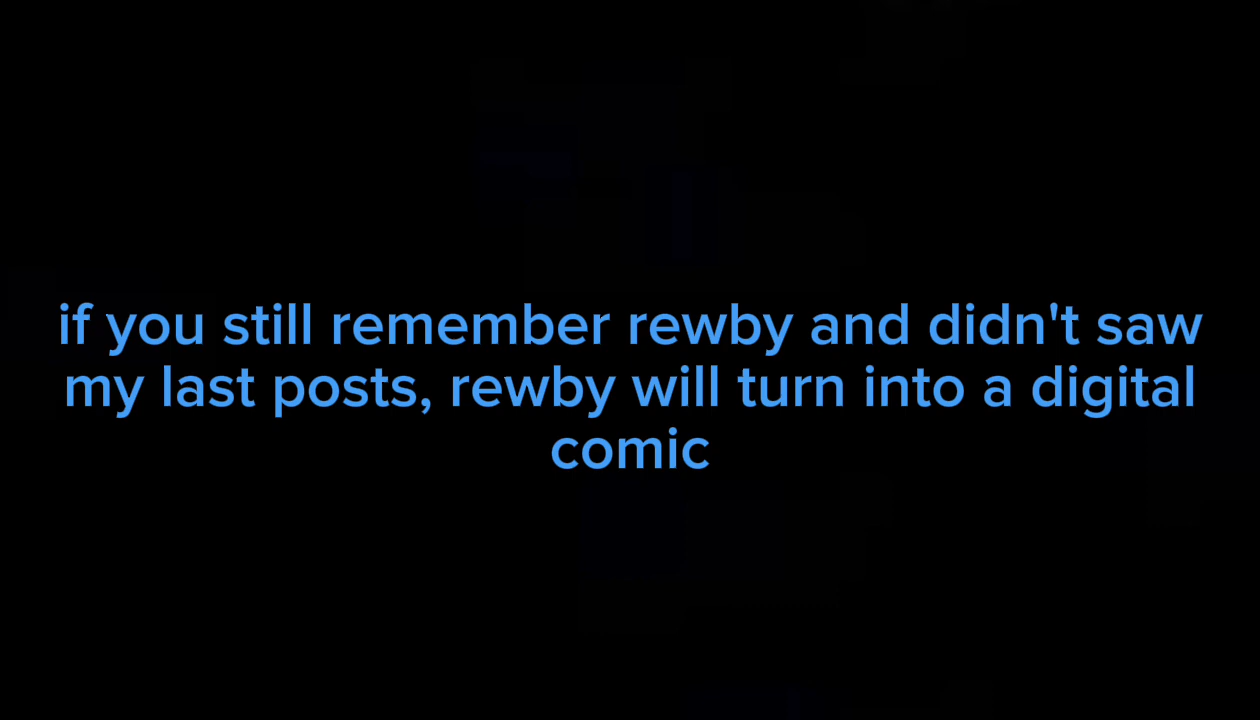 if you still remember rewby and didn't saw
my last posts, rewby will turn into a digital
comic